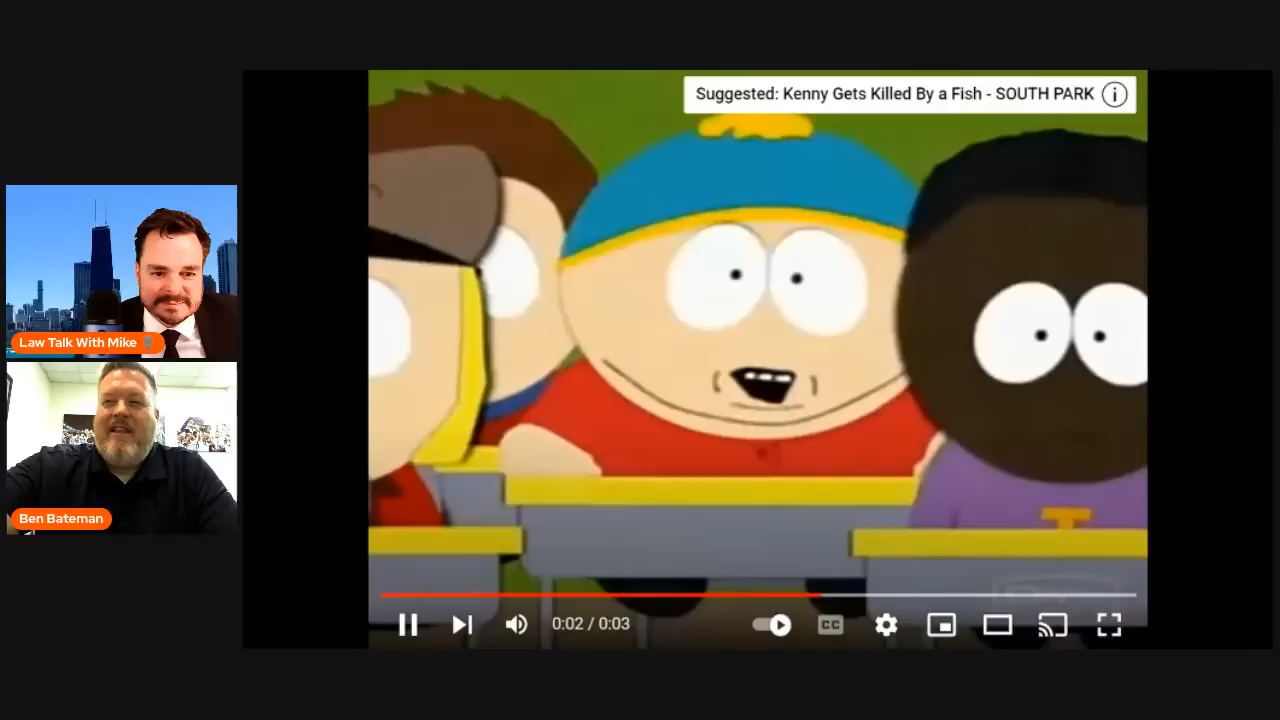 Suggested: Kenny Gets Killed By a Fish - SOUTH PARK
Law Talk With Mike
Ben Bateman
T
0:02 / 0:03
CC